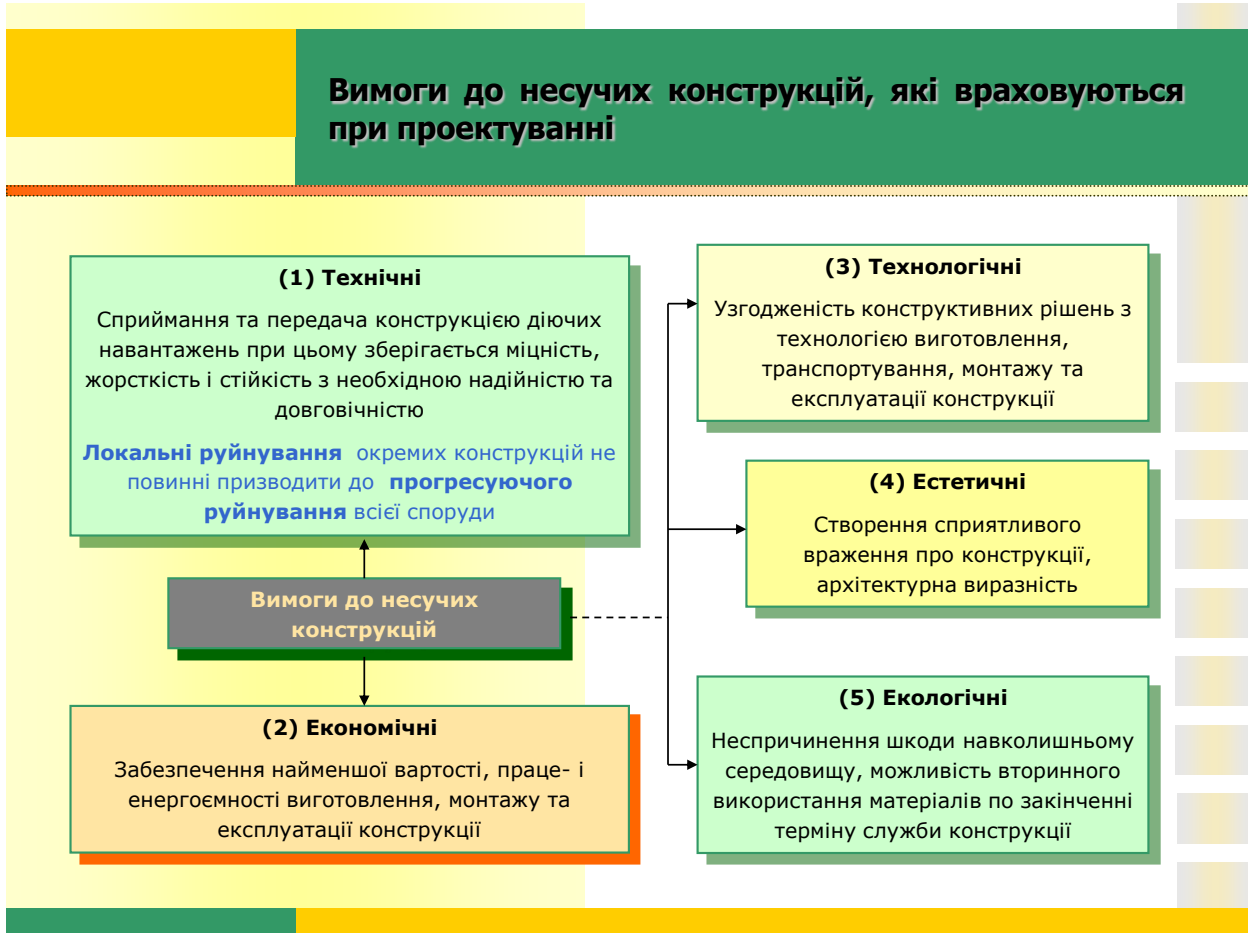 Вимоги до несучих конструкцій, які враховуються
при проектуванні
(1) Технічні
Сприймання та передача конструкцією діючих
навантажень при цьому зберігається міцність,
жорсткість і стійкість з необхідною надійністю та
довговічністю
Локальні руйнування окремих конструкцій не
повинні призводити до прогресуючого
руйнування всієї споруди
Вимоги до несучих
конструкцій
(2) Економічні
Забезпечення найменшої вартості, праце- і
енергоємності виготовлення, монтажу та
експлуатації конструкції
(3) Технологічні
Узгодженість конструктивних рішень з
технологією виготовлення,
транспортування, монтажу та
експлуатації конструкції
(4) Естетичні
Створення сприятливого
враження про конструкції,
архітектурна виразність
(5) Екологічні
Неспричинення шкоди навколишньому
середовищу, можливість вторинного
використання матеріалів по закінченні
терміну служби конструкції